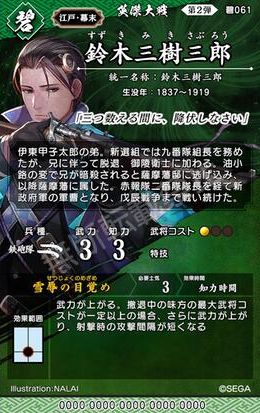 碧
江戸・幕末
英傑大戦
第2弾
碧061
すずき みき さぶろう
鈴木三樹三郎
統一名称:鈴木三樹三郎
生没年:1837~1919
「三つ数える間に、降伏しなさい」
伊東甲子太郎の弟。新選組では九番隊組長を務め
たが、兄に伴って脱退、御陵衛士に加わる。油小
路の変で兄が暗殺されると薩摩藩邸に逃げ込み、
以降薩摩藩に属した。赤報隊二番隊隊長を経て新
政府軍の軍曹となり、戊辰戦争まで戦い続けた。
兵種 武力 知力 武将コスト
鉄砲隊 3 3 特技
せつじょくのめざめ 必要士気 効果時間
雪辱の目覚め 3 知力時間
効果範囲
武力が上がる。撤退中の味方の最大武将コ
ストが一定以上の場合、さらに武力が上が
り、射撃時の攻撃間隔が短くなる
Illustration:NALAI ©SEGA
0000-0000-0000-0000-0000